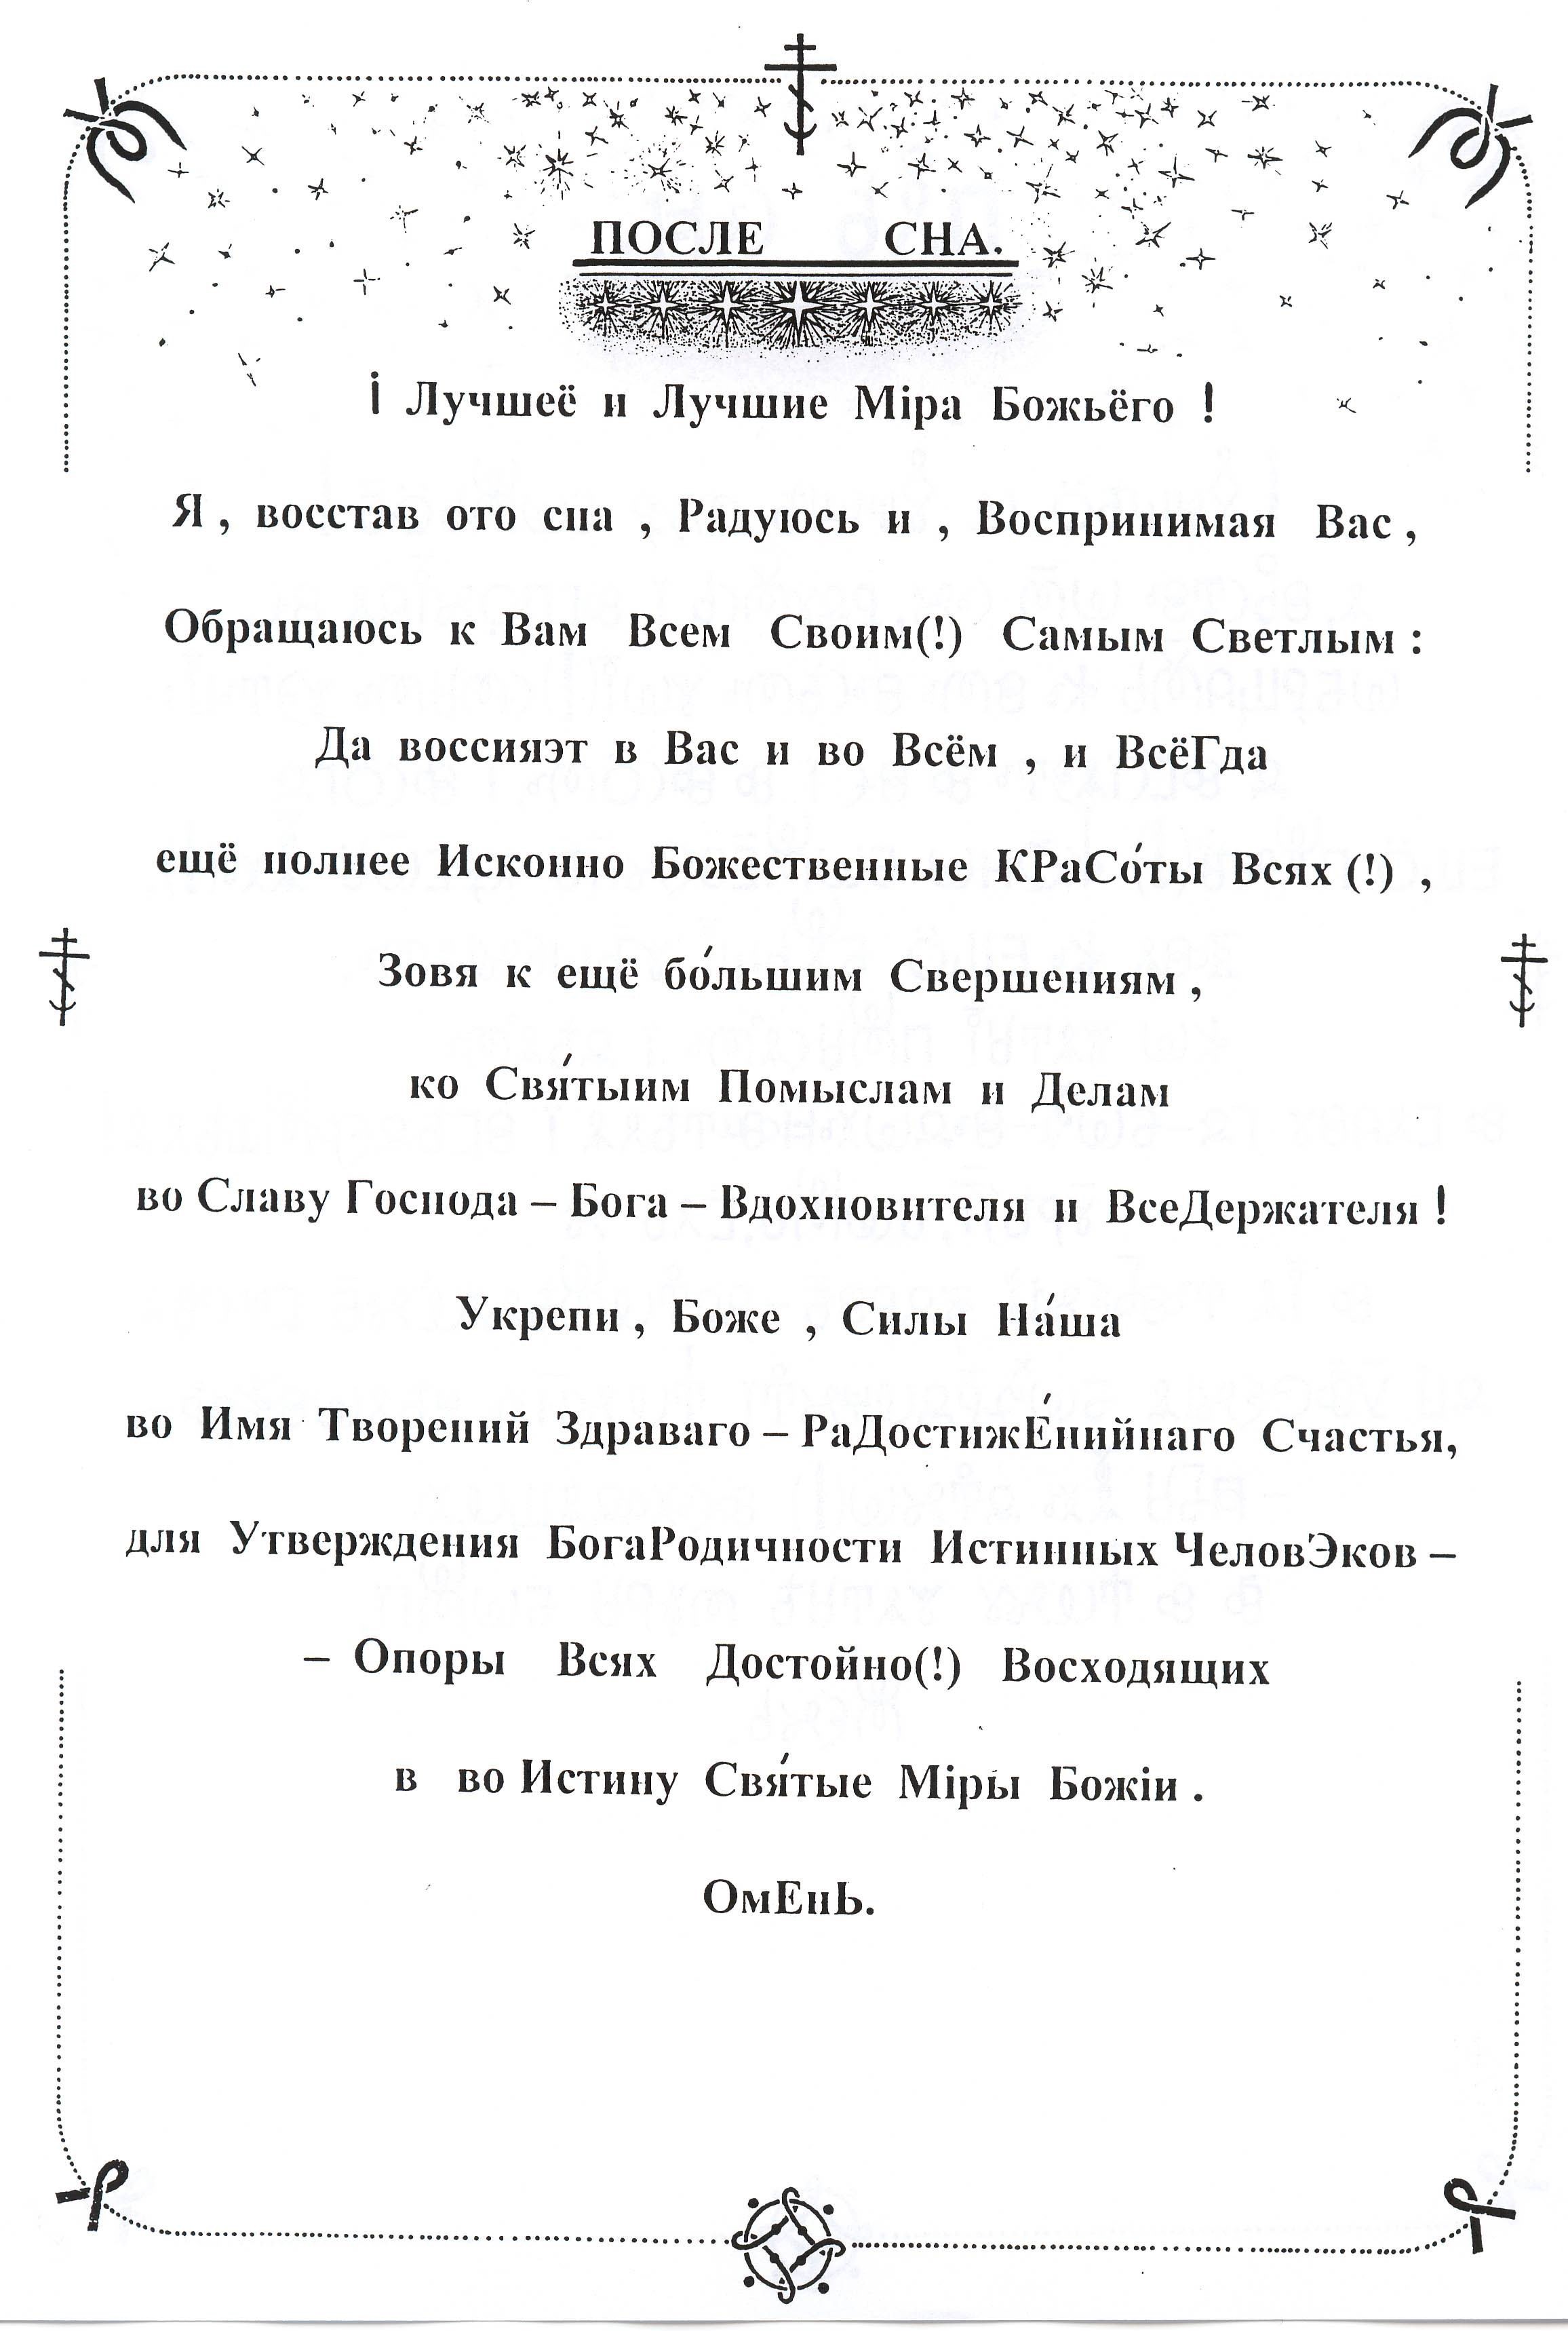 ПОСЛЕ СНА.
і Лучшеё и Лучшие Міра Божьёго !
Я , восстав ото сна , Радуюсь и , Воспринимая Вас ,
Обращаюсь к Вам Всем Своим(!) Самым Светлым :
Да воссияэт в Вас и во Всём , и ВсёГда
ещё полнее Исконно Божественные КРаСо́ты Всях (!) ,
Зовя к ещё бо́льшим Свершениям ,
ко Свя́тыим Помыслам и Делам
во Славу Господа – Бога – Вдохновителя и ВсеДержателя !
Укрепи , Боже , Силы На́ша
во Имя Творений Здраваго – РаДостижЕ́нийнаго Счастья,
для Утверждения БогаРодичности Истинных ЧеловЭков –
– Опоры Всях Достойно(!) Восходящих
в во Истину Свя́тые Міры Божіи .
ОмЕнЬ.